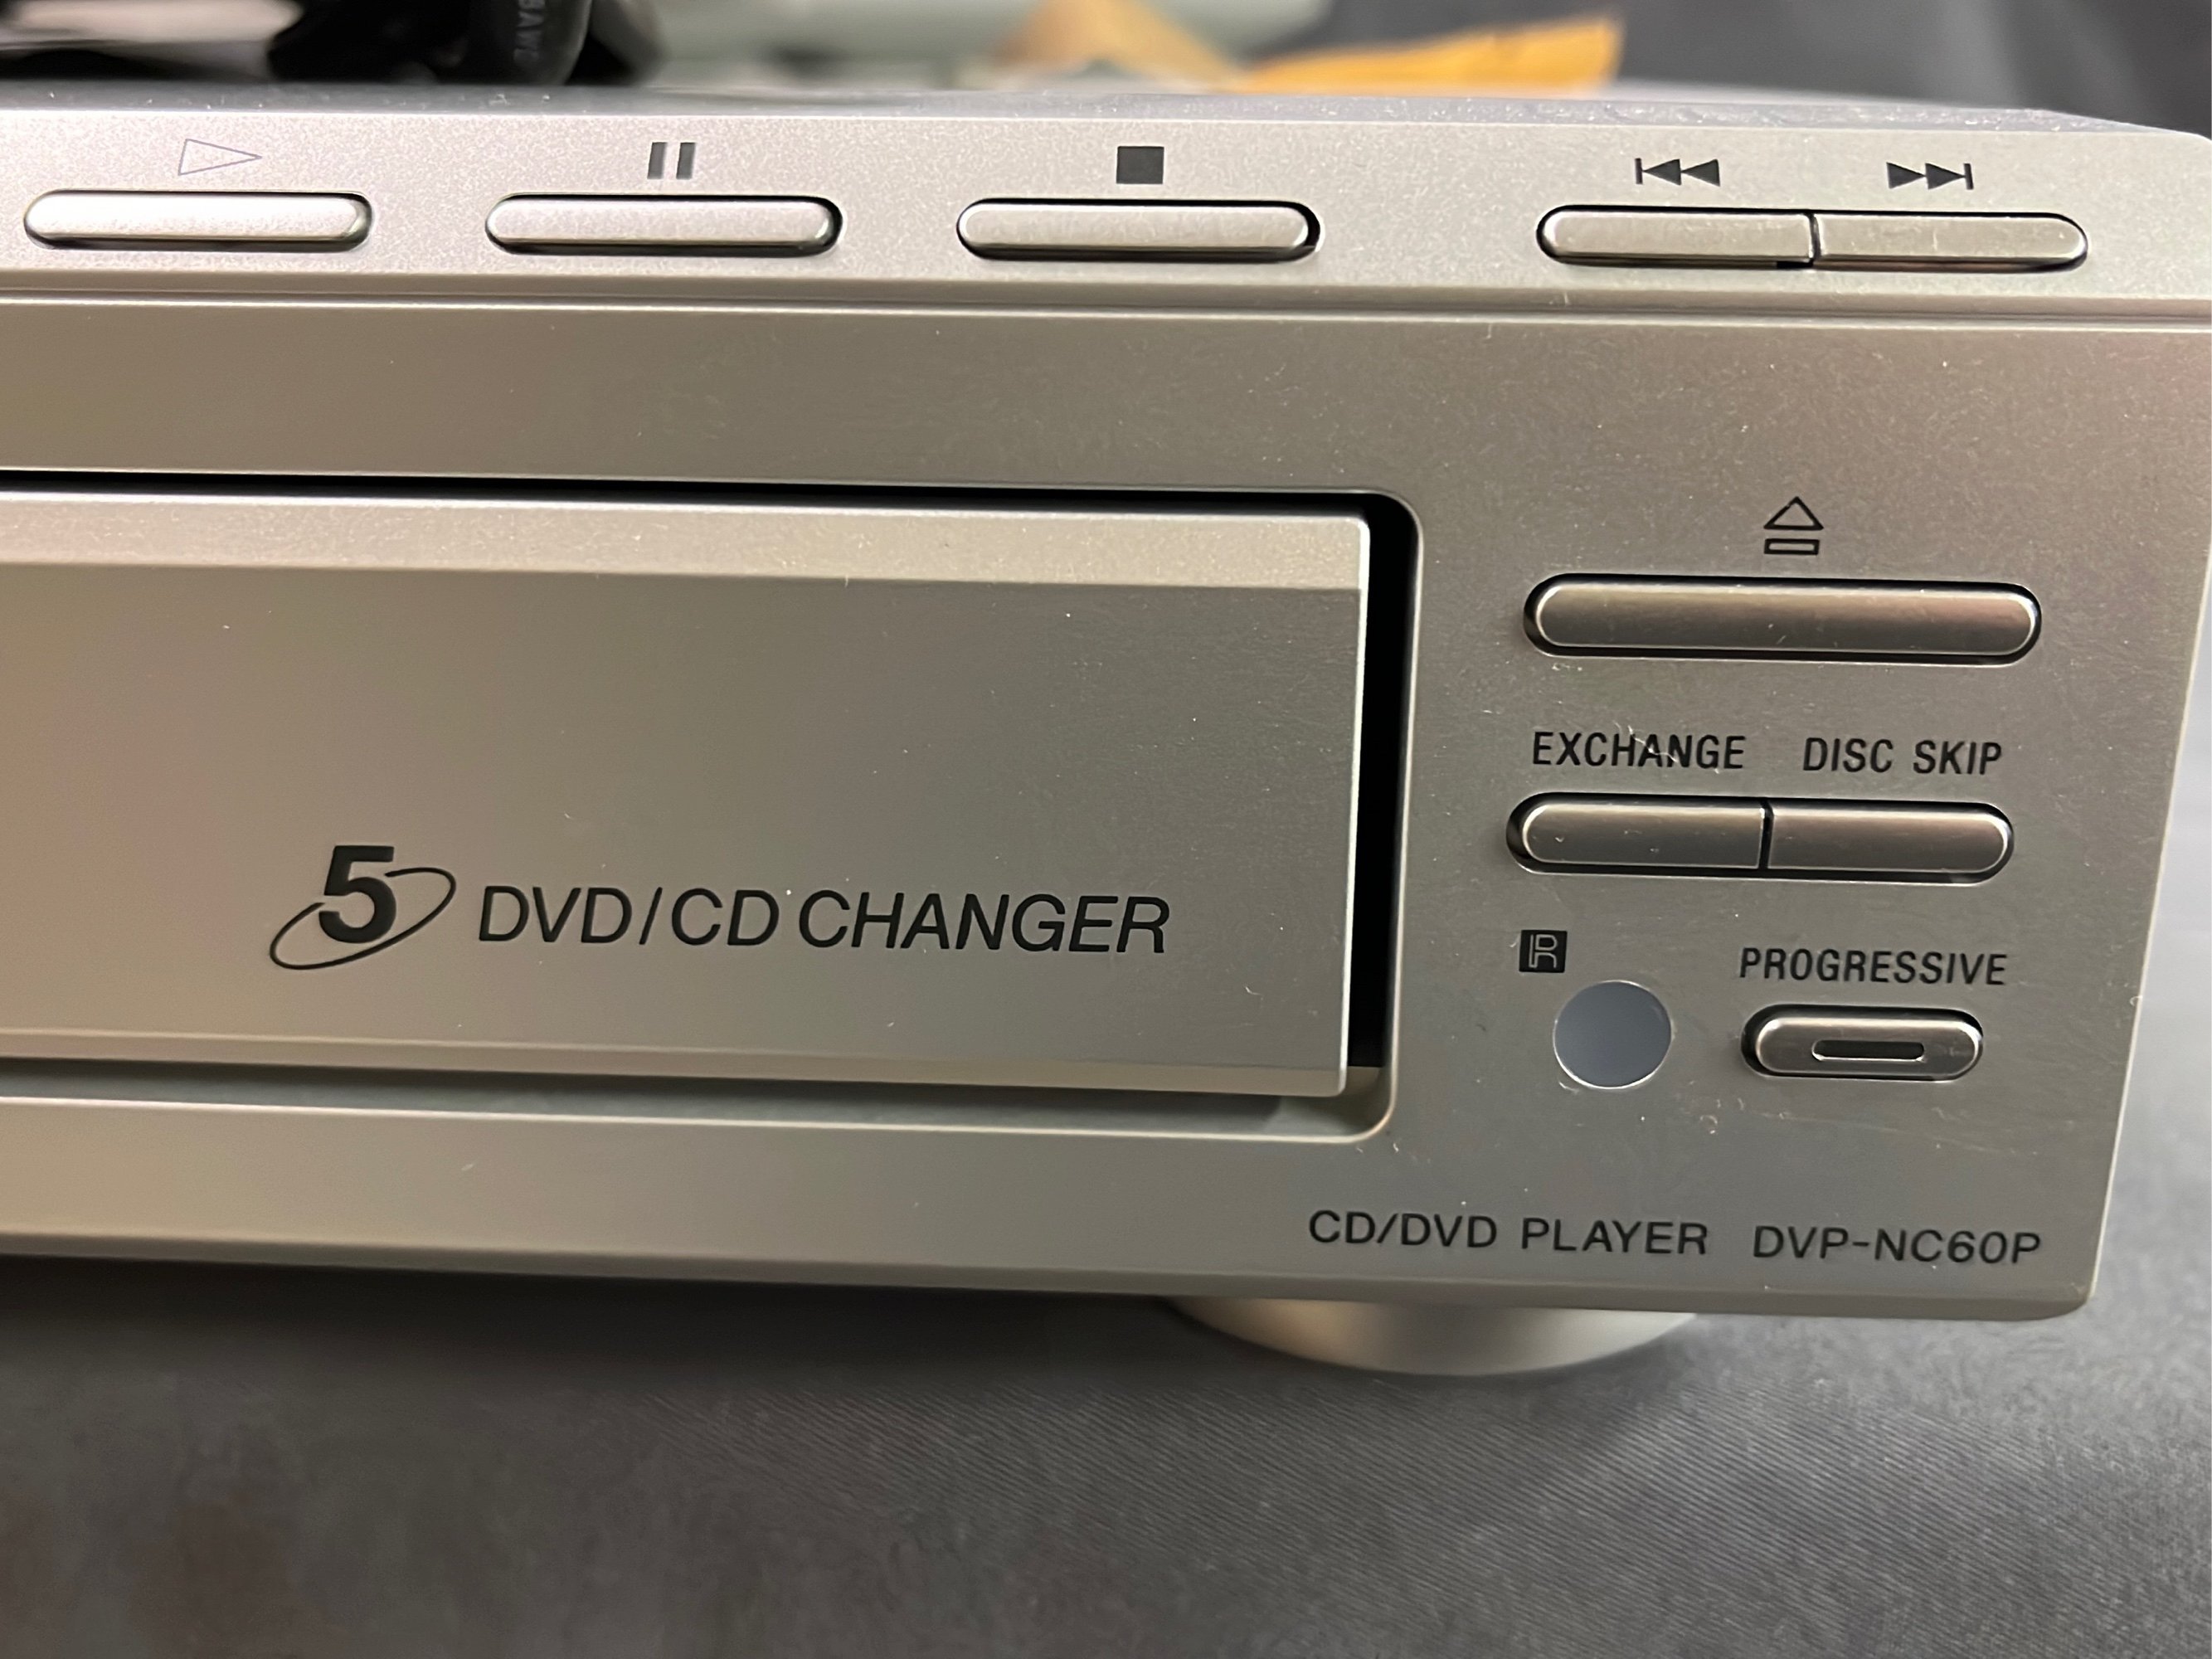 EXCHANGE DISC SKIP
5 DVD/CD CHANGER
R
PROGRESSIVE
CD/DVD PLAYER DVP-NC60P